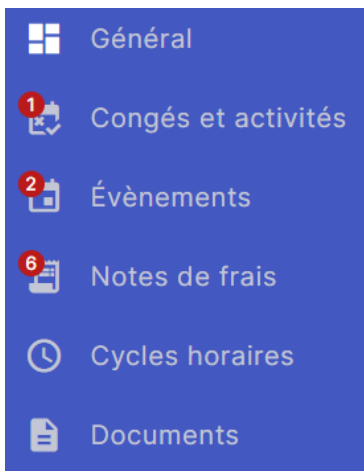 Général
1 Congés et activités
2 Évènements
6 Notes de frais
Cycles horaires
Documents